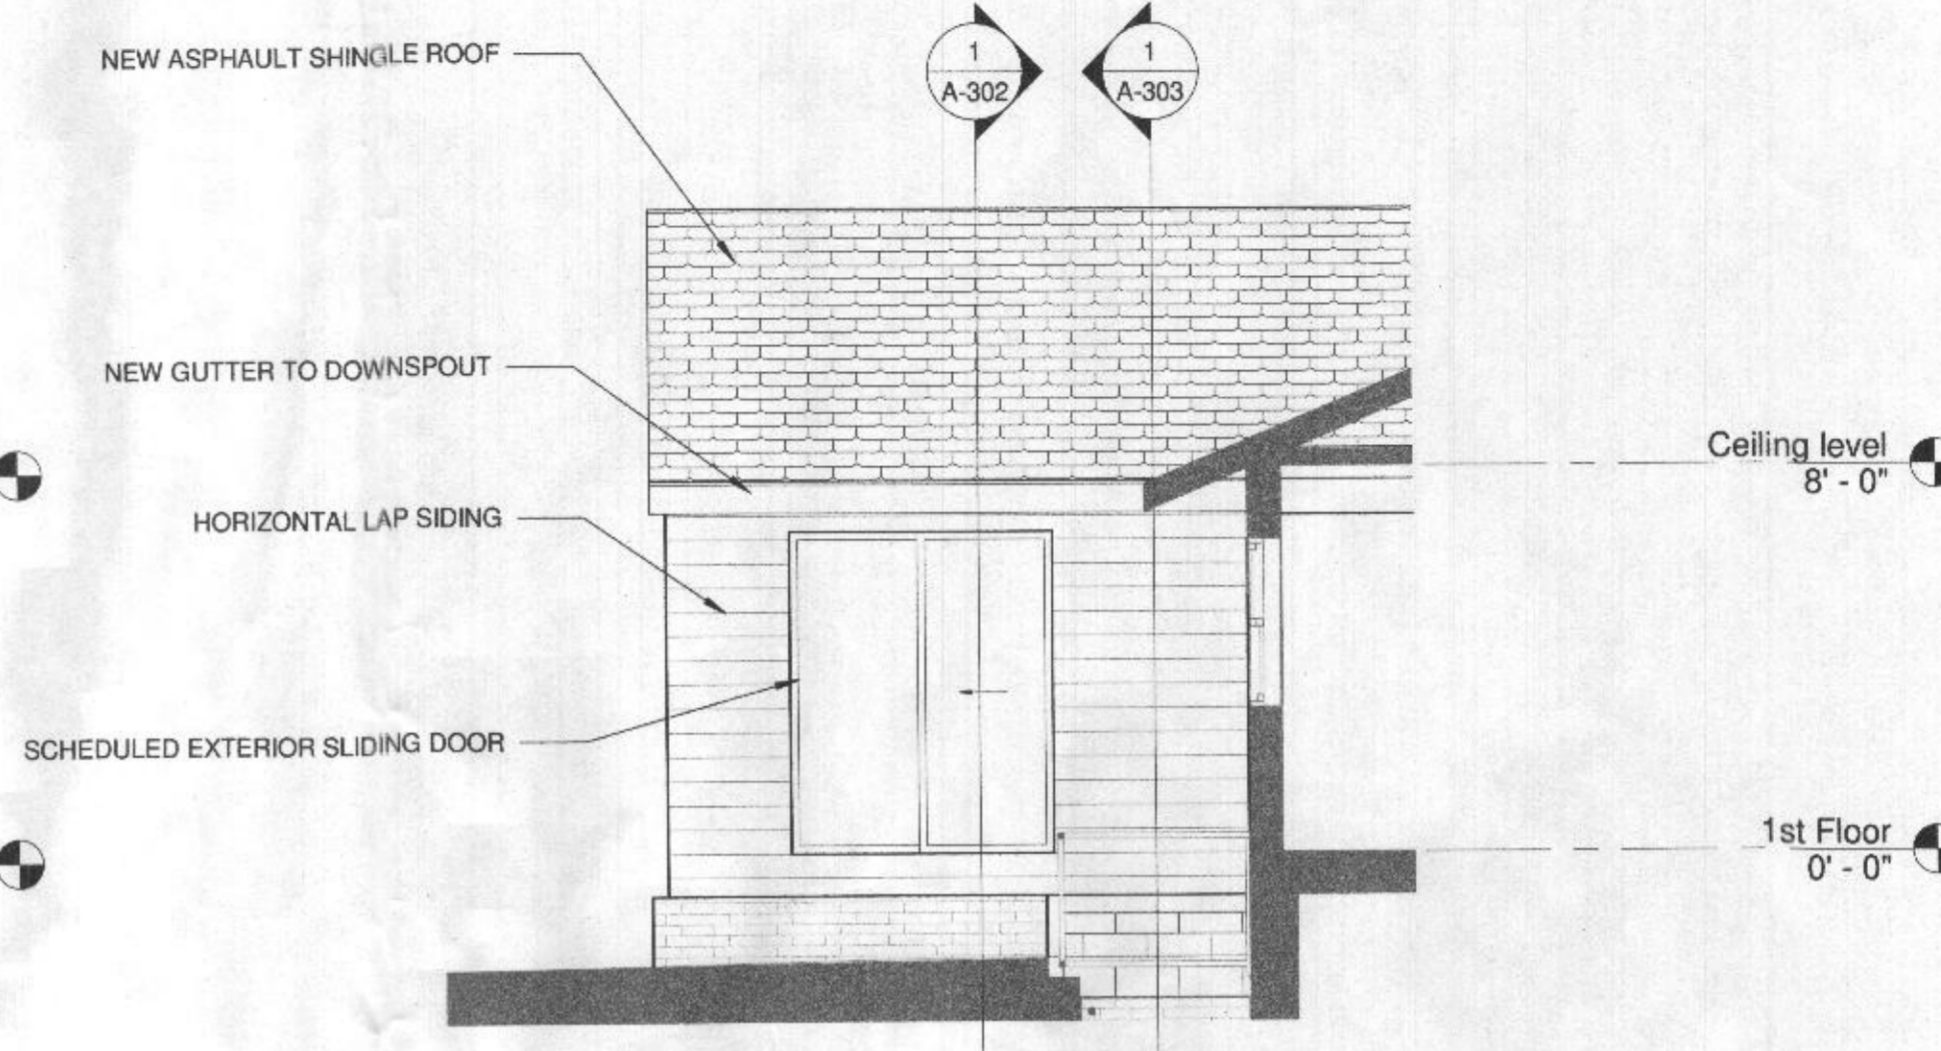 NEW ASPHAULT SHINGLE ROOF
1
A-302
1
A-303
NEW GUTTER TO DOWNSPOUT
HORIZONTAL LAP SIDING
SCHEDULED EXTERIOR SLIDING DOOR
Ceiling level
8' - 0"
1st Floor
0' - 0"